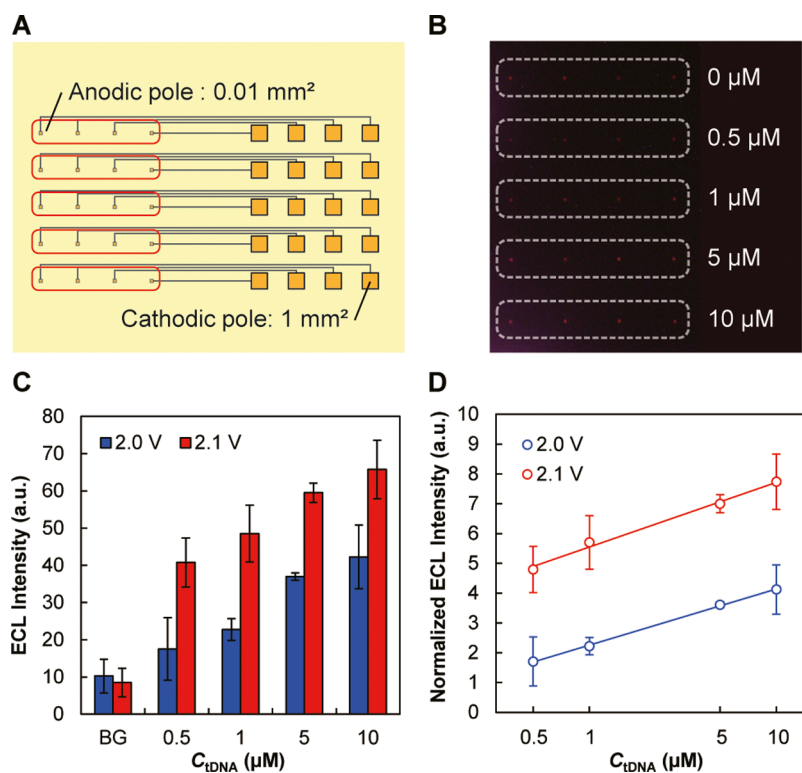 A
Anodic pole : 0.01 mm²
Cathodic pole: 1 mm²
B
0 µM
0.5 µM
1 µM
5 µM
10 µM
C
80
70
60
50
40
30
20
10
0
ECL Intensity (a.u.)
2.0 V
2.1 V
BG
0.5
1
5
10
CtDNA (µM)
D
10
9
8
7
6
5
4
3
2
1
0
Normalized ECL Intensity (a.u.)
2.0 V
2.1 V
0.5
1
5
10
CtDNA (µM)